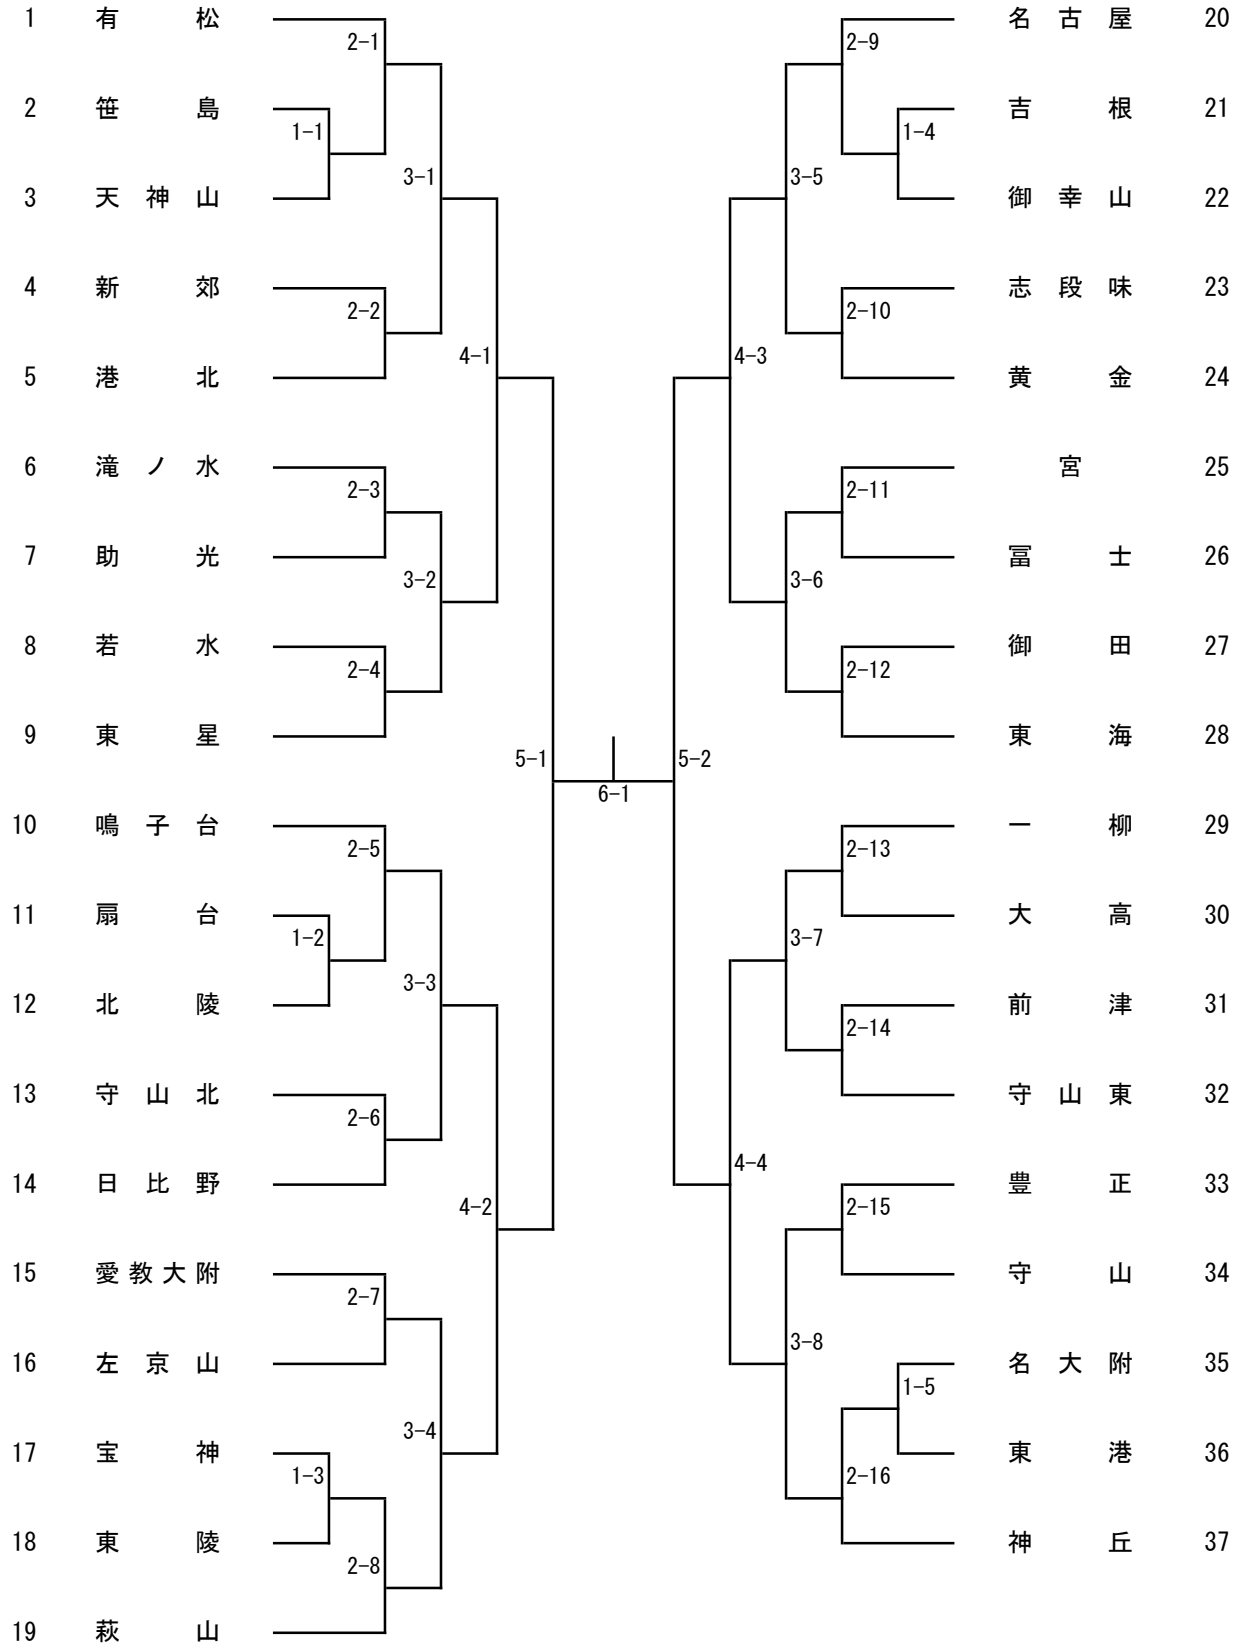 1 有松 名古屋 20
2-1 2-9
2 笹島 吉根 21
1-1 1-4
3-1 3-5
3 天神山 御幸山 22
4 新郊 志段味 23
2-2 2-10
4-1 4-3
5 港北 黄金 24
6 滝ノ水 宮 25
2-3 2-11
7 助光 冨士 26
3-2 3-6
8 若水 御田 27
2-4 2-12
9 東星 東海 28
5-1 5-2
6-1
10 鳴子台 一柳 29
2-5 2-13
11 扇台 大高 30
1-2 3-7
3-3
12 北陵 前津 31
2-14
13 守山北 守山東 32
2-6
4-4
14 日比野 豊正 33
4-2 2-15
15 愛教大附 守山 34
2-7
3-8
16 左京山 名大附 35
1-5
3-4
17 宝神 東港 36
1-3 2-16
18 東陵 神丘 37
2-8
19 萩山